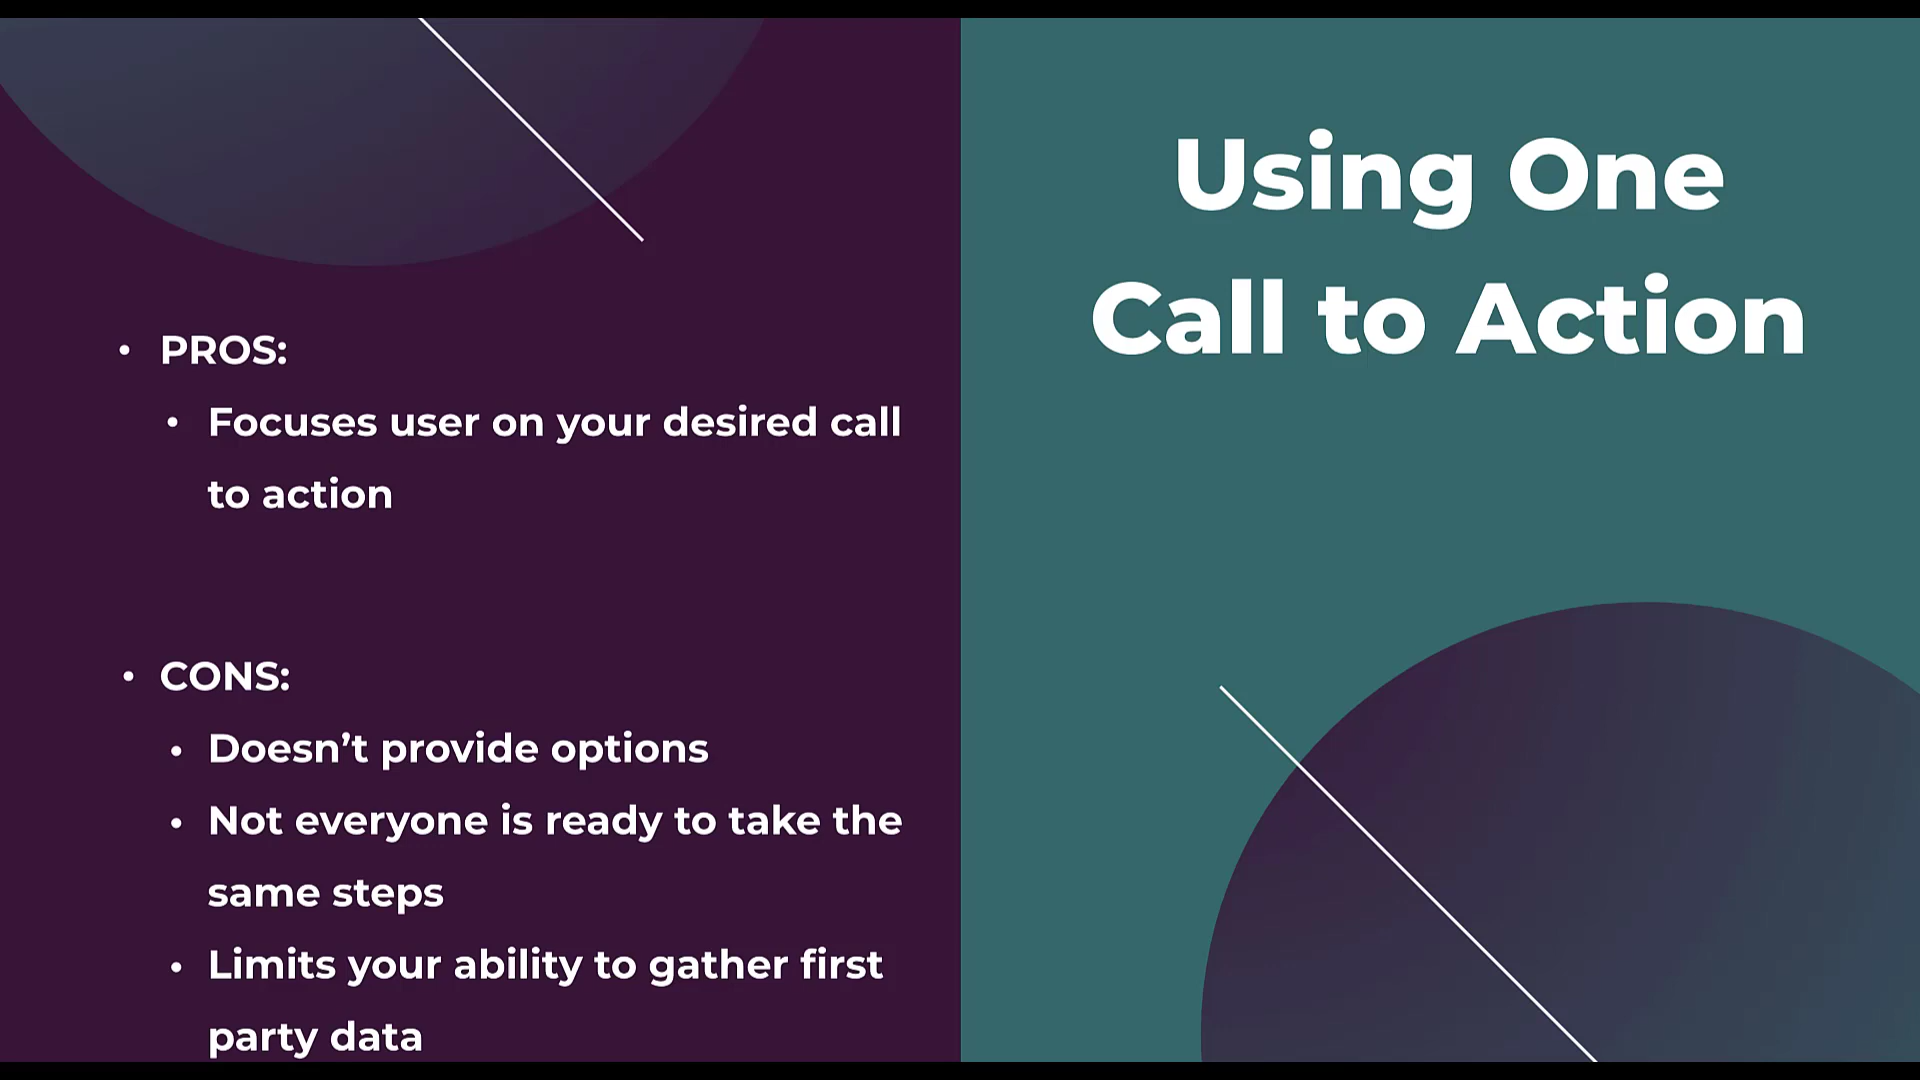 Using One
Call to Action
• PROS:
• Focuses user on your desired call
to action
• CONS:
• Doesn’t provide options
• Not everyone is ready to take the
same steps
• Limits your ability to gather first
party data